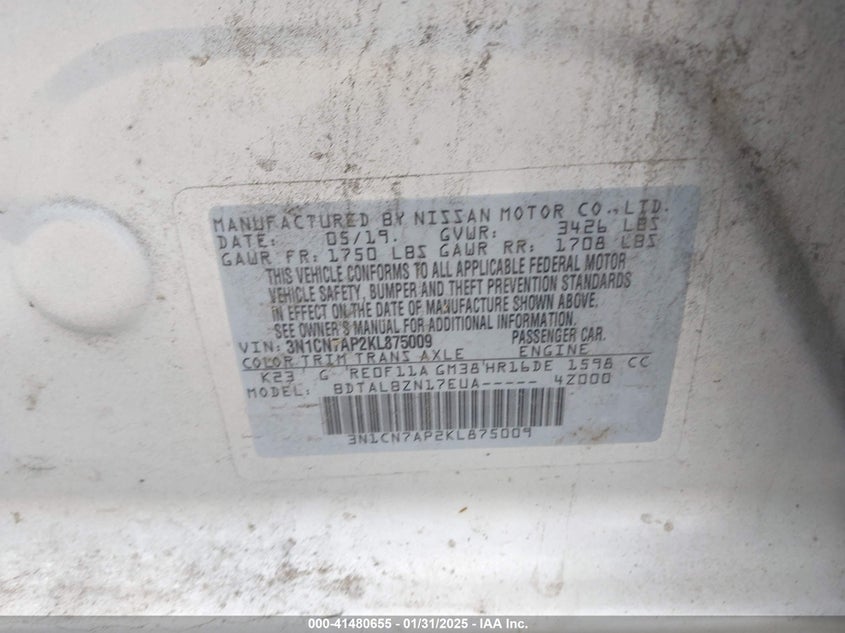 MANUFACTURED BY NISSAN MOTOR CO., LTD.
DATE: 05/19. GVWR: 3426 LBS
GAWR FR: 1750 LBS GAWR RR: 1708 LBS
THIS VEHICLE CONFORMS TO ALL APPLICABLE FEDERAL MOTOR
VEHICLE SAFETY, BUMPER AND THEFT PREVENTION STANDARDS
IN EFFECT ON THE DATE OF MANUFACTURE SHOWN ABOVE.
SEE OWNER'S MANUAL FOR ADDITIONAL INFORMATION.
VIN: 3N1CN7AP2KL875009 PASSENGER CAR.
COLOR TRIM TRANS AXLE ENGINE
K23 G RE0F11A GM38 HR16DE 1598 CC
MODEL: BDTALBZN17EUA----- 4Z000
3N1CN7AP2KL875009
000-41480655 - 01/31/2025 - IAA Inc.